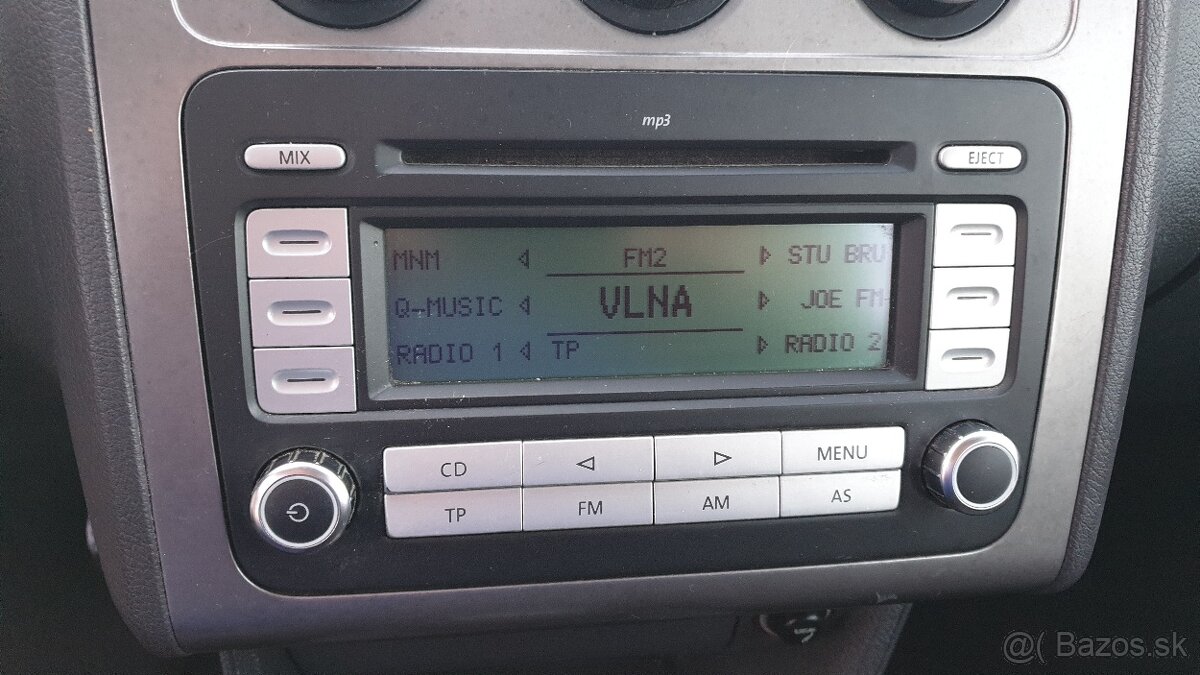 mp3
MIX
EJECT
MNM FM2 STU BRU
Q-MUSIC VLNA JOE FM
RADIO 1 TP RADIO 2
CD MENU
TP FM AM AS
@( Bazos.sk